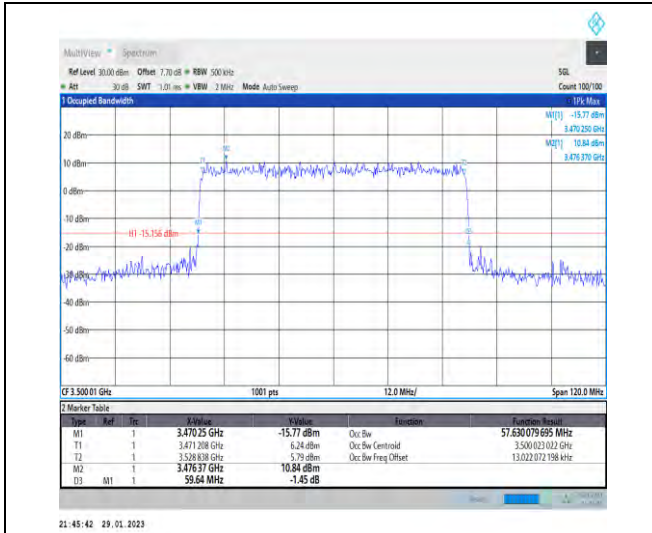 MultiView Spectrum
Ref Level 30.00 dBm Offset 7.70 dB RBW 500 kHz SGL
Att 30 dB SWT 1.01 ms VBW 2 MHz Mode Auto Sweep Count 100/100
1 Occupied Bandwidth 1Pk Max
M1[1] -15.77 dBm
3.470 250 GHz
20 dBm
M2[1] 10.84 dBm
3.476 370 GHz
10 dBm
0 dBm
-10 dBm
H1 -15.156 dBm
-20 dBm
-30 dBm
-40 dBm
-50 dBm
-60 dBm
CF 3.500 01 GHz 1001 pts 12.0 MHz/ Span 120.0 MHz
2 Marker Table
Type Ref Trc X-Value Y-Value Function Function Result
M1 1 3.470 25 GHz -15.77 dBm Occ Bw 57.630 079 695 MHz
T1 1 3.471 208 GHz 6.24 dBm Occ Bw Centroid 3.500 023 022 GHz
T2 1 3.528 838 GHz 5.79 dBm Occ Bw Freq Offset 13.022 072 198 kHz
M2 1 3.476 37 GHz 10.84 dBm
D3 M1 1 59.64 MHz -1.45 dB
21:45:42 29.01.2023